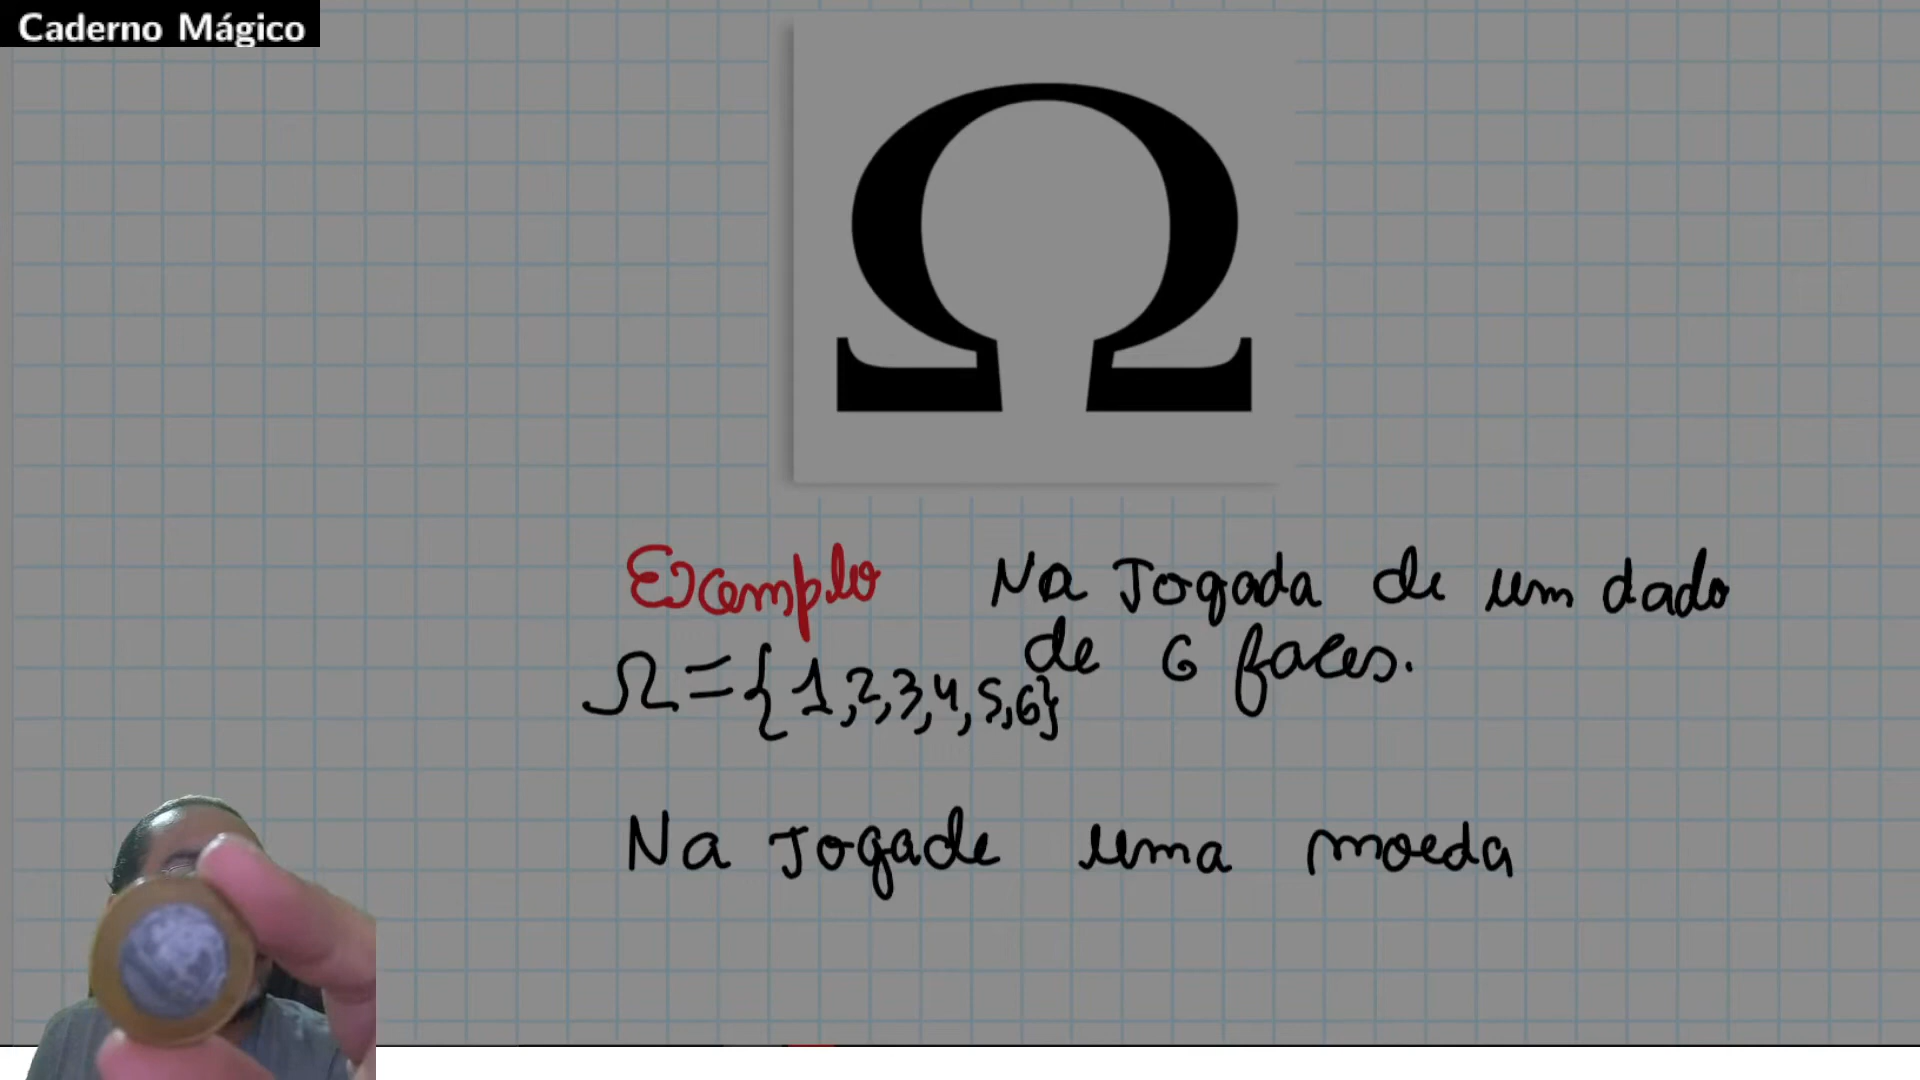 Caderno Mágico
Ω
Exemplo Na Jogada de um dado
de 6 faces.
Ω={1,2,3,4,5,6}
Na Jogade uma moeda